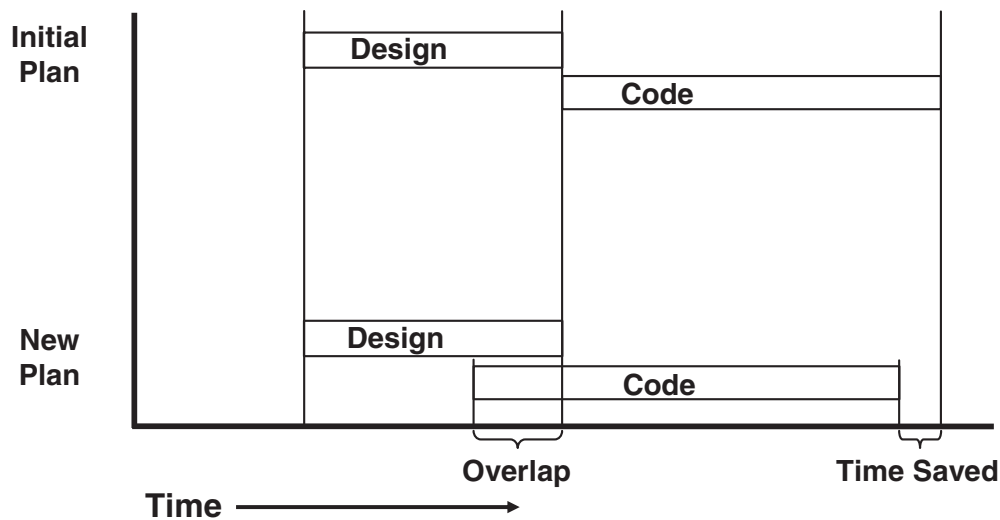 Initial
Plan
Design
Code
New
Plan
Design
Code
Overlap
Time Saved
Time